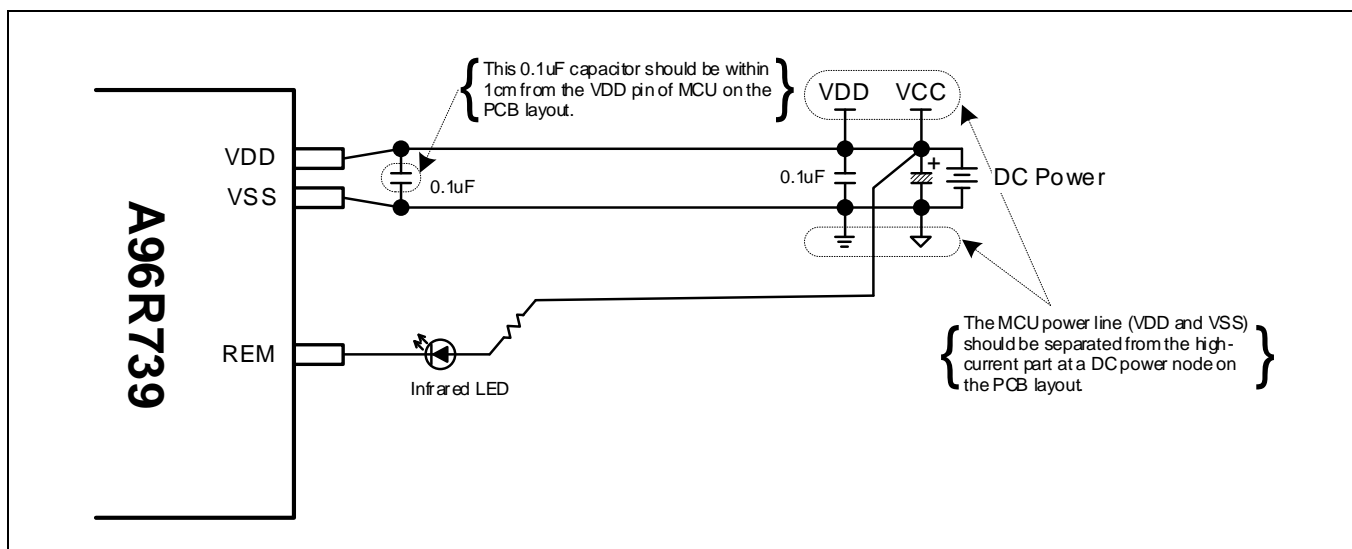 This 0.1uF capacitor should be within
1cm from the VDD pin of MCU on the
PCB layout.
VDD VCC
VDD
0.1uF
0.1uF
+
DC Power
VSS
A96R739
REM
Infrared LED
The MCU power line (VDD and VSS)
should be separated from the high-
current part at a DC power node on
the PCB layout.